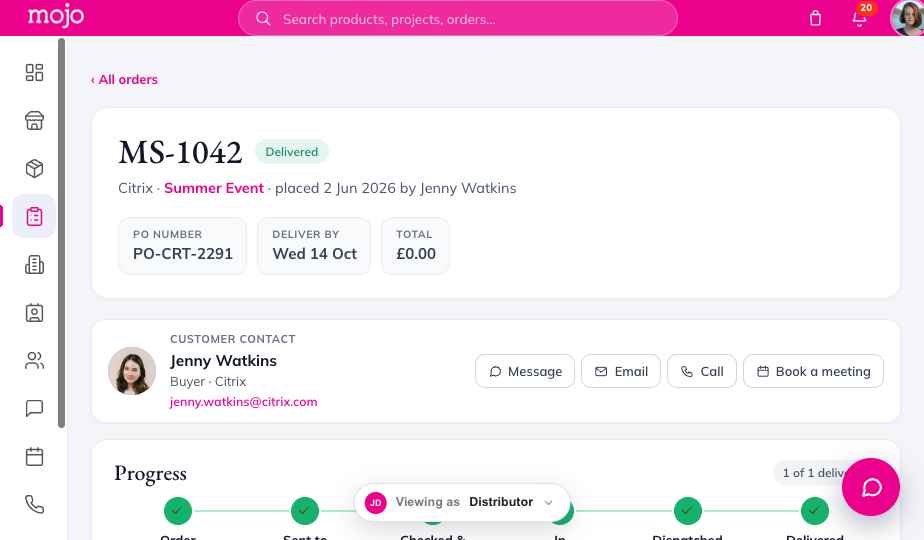 mojo
Search products, projects, orders...
20
‹ All orders
MS-1042
Delivered
Citrix · Summer Event · placed 2 Jun 2026 by Jenny Watkins
PO NUMBER
PO-CRT-2291
DELIVER BY
Wed 14 Oct
TOTAL
£0.00
CUSTOMER CONTACT
Jenny Watkins
Buyer · Citrix
jenny.watkins@citrix.com
Message
Email
Call
Book a meeting
Progress
1 of 1
JD Viewing as Distributor
Order
Sent to
Checked &
In
Dispatched
Delivered